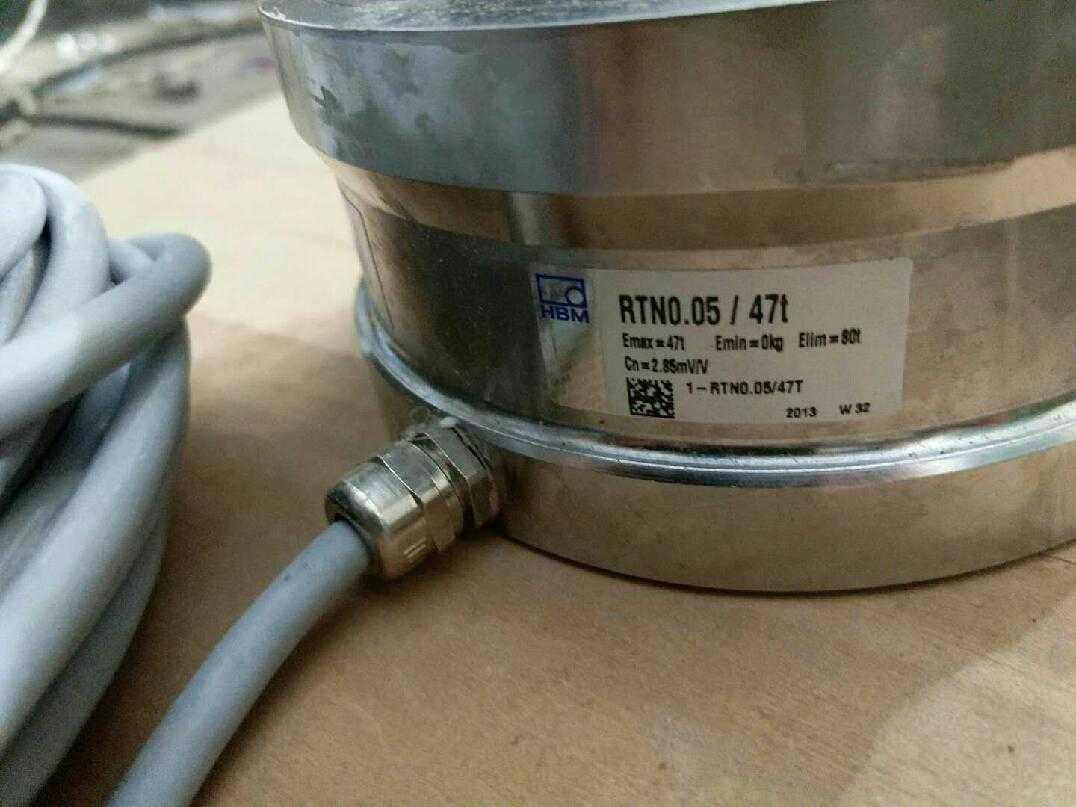 HBM
RTN0.05 / 47t
Emax=47t Emin=0kg Elim=80t
Cn=2.85mV/V
1-RTN0.05/47T
2013 W 32